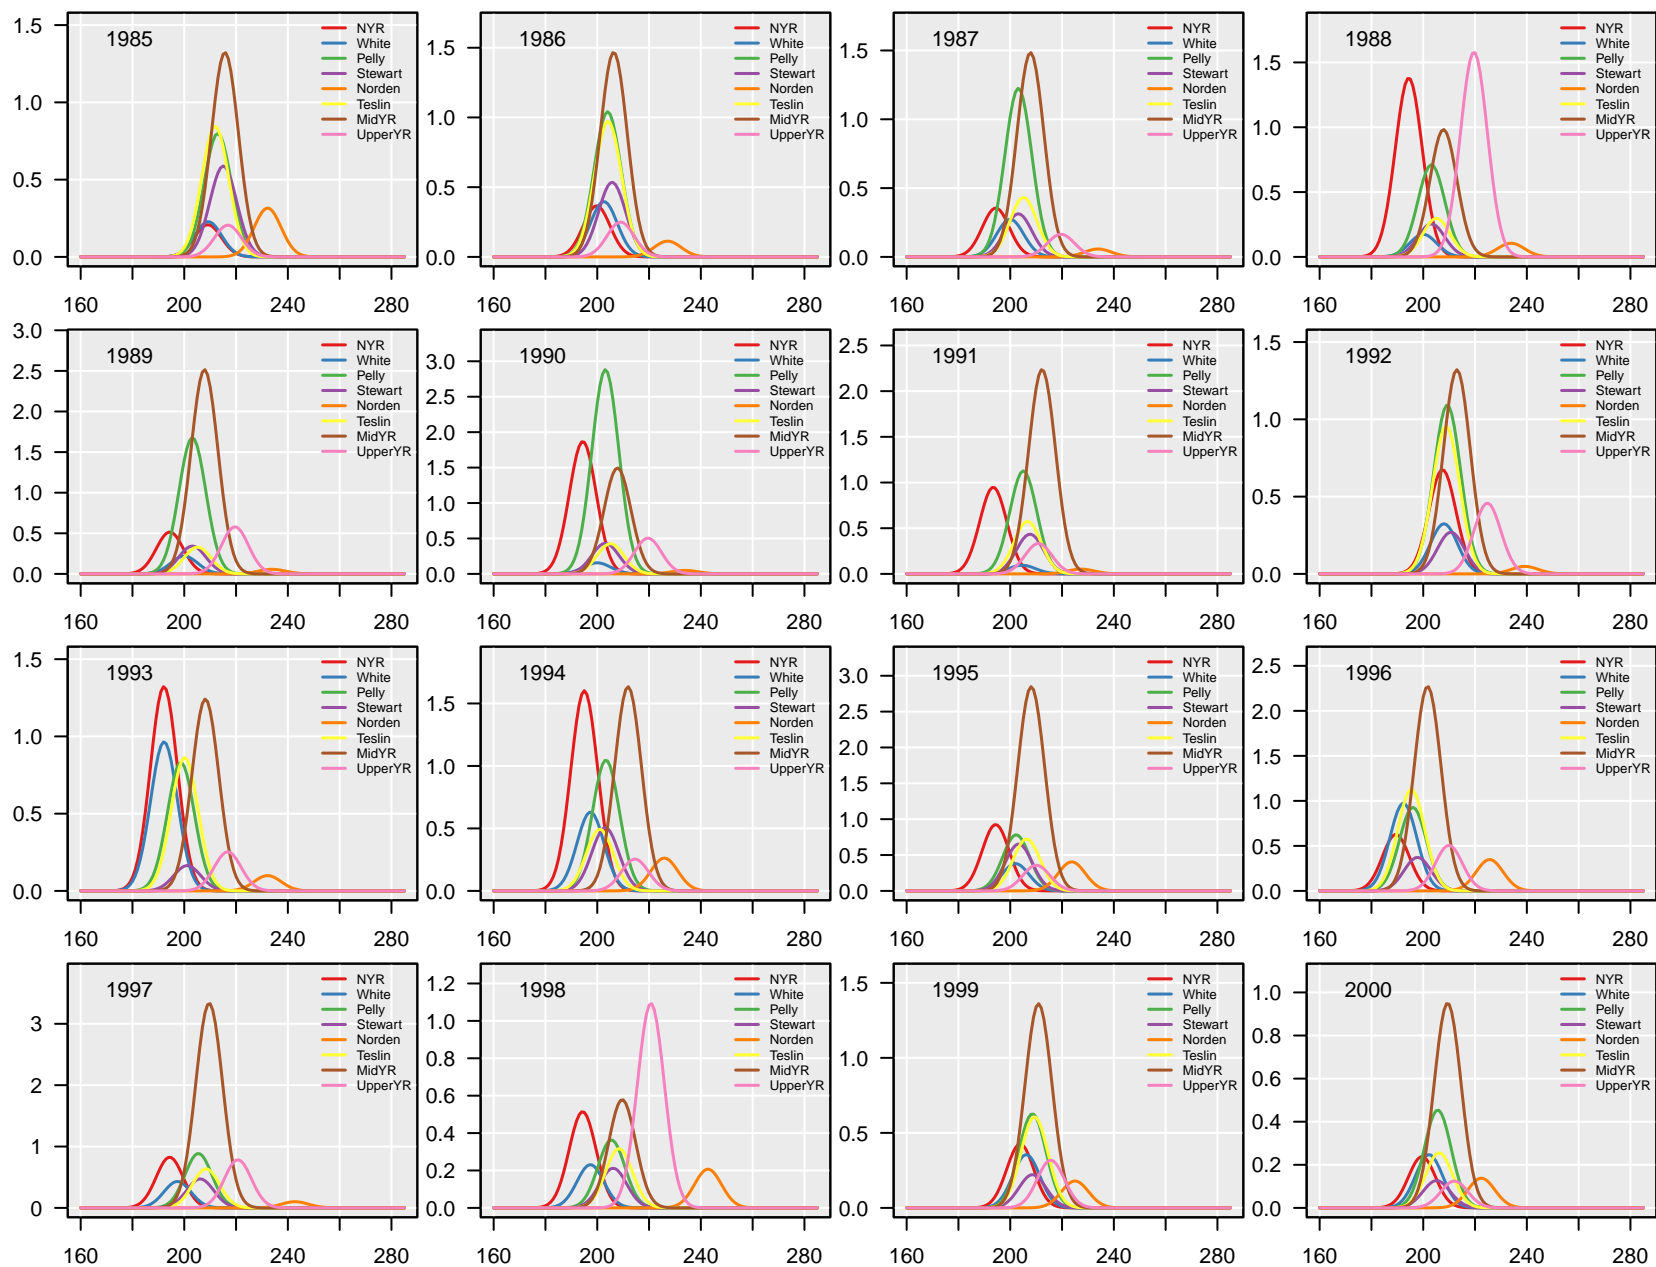 1985
NYR
White
Pelly
Stewart
Norden
Teslin
MidYR
UpperYR
1.5
1.0
0.5
0.0
160 200 240 280
1986
NYR
White
Pelly
Stewart
Norden
Teslin
MidYR
UpperYR
1.5
1.0
0.5
0.0
160 200 240 280
1987
NYR
White
Pelly
Stewart
Norden
Teslin
MidYR
UpperYR
1.5
1.0
0.5
0.0
160 200 240 280
1988
NYR
White
Pelly
Stewart
Norden
Teslin
MidYR
UpperYR
1.5
1.0
0.5
0.0
160 200 240 280
1989
NYR
White
Pelly
Stewart
Norden
Teslin
MidYR
UpperYR
3.0
2.5
2.0
1.5
1.0
0.5
0.0
160 200 240 280
1990
NYR
White
Pelly
Stewart
Norden
Teslin
MidYR
UpperYR
3.0
2.0
1.5
1.0
0.5
0.0
160 200 240 280
1991
NYR
White
Pelly
Stewart
Norden
Teslin
MidYR
UpperYR
2.5
2.0
1.5
1.0
0.5
0.0
160 200 240 280
1992
NYR
White
Pelly
Stewart
Norden
Teslin
MidYR
UpperYR
1.5
1.0
0.5
0.0
160 200 240 280
1993
NYR
White
Pelly
Stewart
Norden
Teslin
MidYR
UpperYR
1.5
1.0
0.5
0.0
160 200 240 280
1994
NYR
White
Pelly
Stewart
Norden
Teslin
MidYR
UpperYR
1.5
1.0
0.5
0.0
160 200 240 280
1995
NYR
White
Pelly
Stewart
Norden
Teslin
MidYR
UpperYR
3.0
2.5
2.0
1.5
1.0
0.5
0.0
160 200 240 280
1996
NYR
White
Pelly
Stewart
Norden
Teslin
MidYR
UpperYR
2.5
2.0
1.5
1.0
0.5
0.0
160 200 240 280
1997
NYR
White
Pelly
Stewart
Norden
Teslin
MidYR
UpperYR
3
2
1
0
160 200 240 280
1998
NYR
White
Pelly
Stewart
Norden
Teslin
MidYR
UpperYR
1.2
1.0
0.8
0.6
0.4
0.2
0.0
160 200 240 280
1999
NYR
White
Pelly
Stewart
Norden
Teslin
MidYR
UpperYR
1.5
1.0
0.5
0.0
160 200 240 280
2000
NYR
White
Pelly
Stewart
Norden
Teslin
MidYR
UpperYR
1.0
0.8
0.6
0.4
0.2
0.0
160 200 240 280